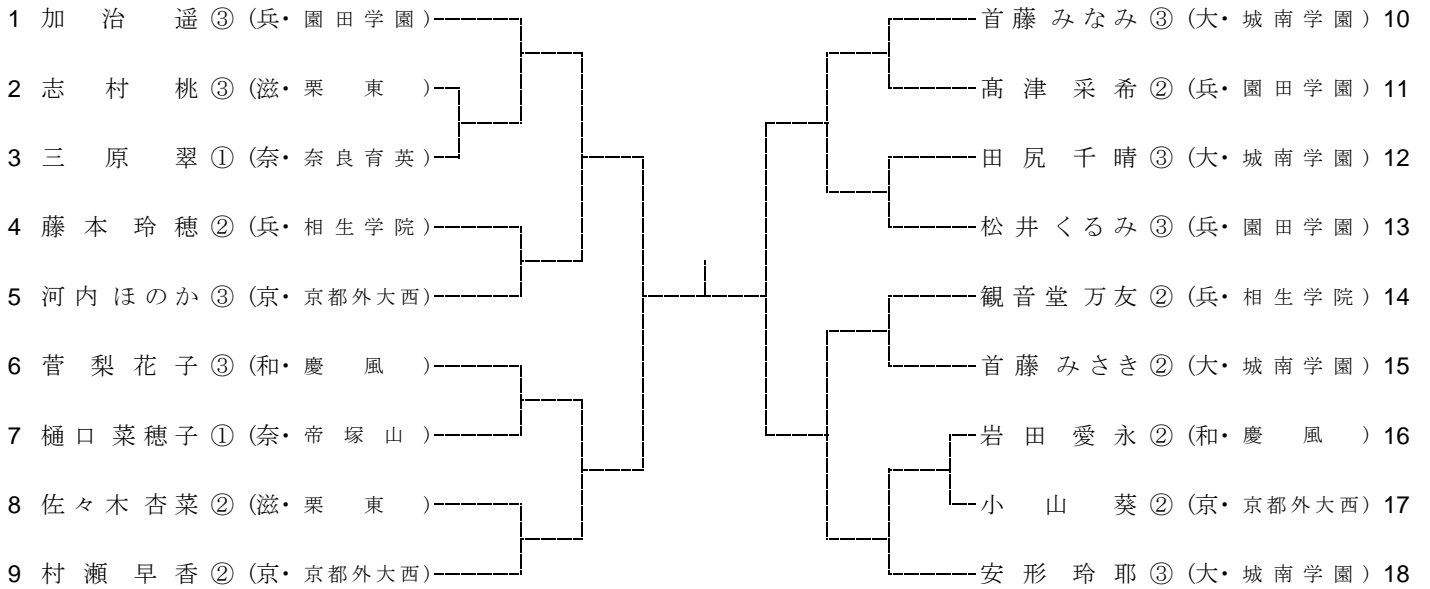 1 加治 遥 ③ (兵・園田学園)
2 志村 桃 ③ (滋・栗東)
3 三原 翠 ① (奈・奈良育英)
4 藤本 玲穂 ② (兵・相生学院)
5 河内 ほのか ③ (京・京都外大西)
6 菅 梨花子 ③ (和・慶風)
7 樋口 菜穂子 ① (奈・帝塚山)
8 佐々木 杏菜 ② (滋・栗東)
9 村瀬 早香 ② (京・京都外大西)
首藤 みなみ ③ (大・城南学園) 10
髙津 采希 ② (兵・園田学園) 11
田尻 千晴 ③ (大・城南学園) 12
松井 くるみ ③ (兵・園田学園) 13
観音堂 万友 ② (兵・相生学院) 14
首藤 みさき ② (大・城南学園) 15
岩田 愛永 ② (和・慶風) 16
小山 葵 ② (京・京都外大西) 17
安形 玲耶 ③ (大・城南学園) 18